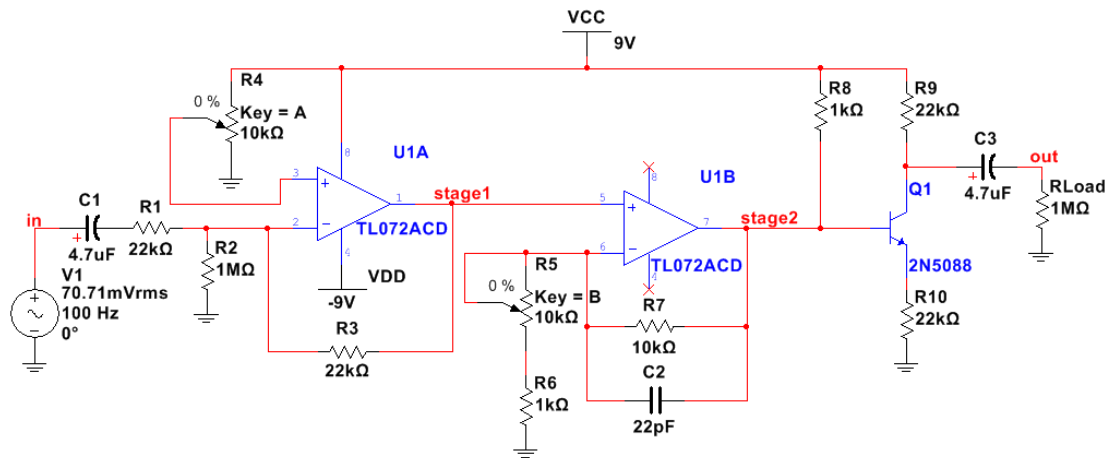 VCC
9V
R4
0 %
Key = A
10kΩ
R8
1kΩ
R9
22kΩ
8
U1A
3
1
stage1
2
TL072ACD
4
VDD
-9V
in
C1
4.7uF
R1
22kΩ
R2
1MΩ
V1
70.71mVrms
100 Hz
0°
R3
22kΩ
8
U1B
5
7
stage2
6
TL072ACD
4
R5
0 %
Key = B
10kΩ
R6
1kΩ
R7
10kΩ
C2
22pF
C3
4.7uF
out
RLoad
1MΩ
Q1
2N5088
R10
22kΩ